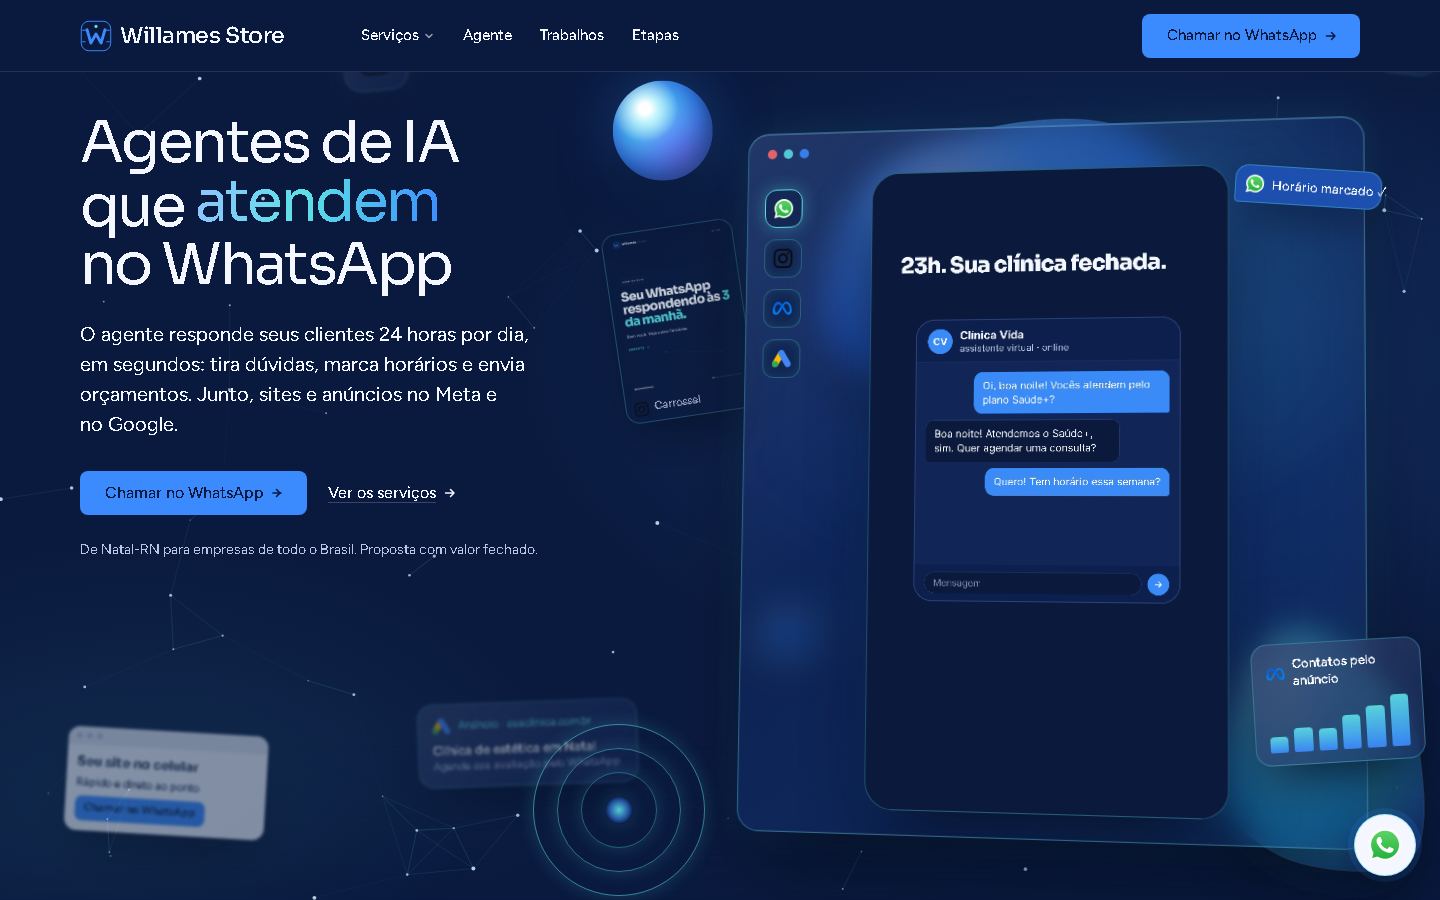 Willames Store
Serviços
Agente
Trabalhos
Etapas
Chamar no WhatsApp
Agentes de IA
que atendem
no WhatsApp
O agente responde seus clientes 24 horas por dia,
em segundos: tira dúvidas, marca horários e envia
orçamentos. Junto, sites e anúncios no Meta e
no Google.
Chamar no WhatsApp
Ver os serviços
De Natal-RN para empresas de todo o Brasil. Proposta com valor fechado.
Seu WhatsApp
respondendo às 3
da manhã.
Carrossel
Horário marcado ✓
23h. Sua clínica fechada.
CV
Clínica Vida
assistente virtual · online
Oi, boa noite! Vocês atendem pelo
plano Saúde+?
Boa noite! Atendemos o Saúde+,
sim. Quer agendar uma consulta?
Quero! Tem horário essa semana?
Mensagem
Contatos pelo
anúncio
Seu site no celular
Rápido e direto ao ponto
Chamar no WhatsApp
Clínica de estética em Natal